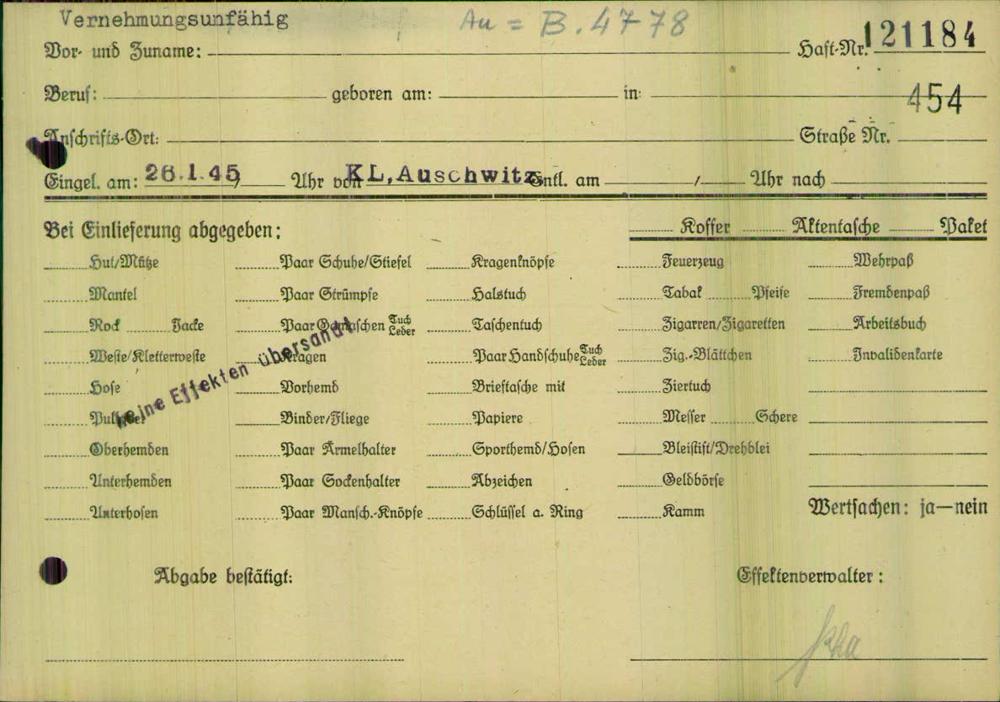 Vernehmungsunfähig Au = B.4778
Vor- und Zuname: Haft-Nr. 121184
Beruf: geboren am: in: 454
Anschrifts-Ort: Straße Nr.
Eingel. am: 26.1.45 / Uhr von KL,Auschwitz Entl. am / Uhr nach
Bei Einlieferung abgegeben: Koffer Aktentasche Paket
Hut/Mütze Paar Schuhe/Stiefel Kragenknöpfe Feuerzeug Wehrpaß
Mantel Paar Strümpfe Halstuch Tabak Pfeife Fremdenpaß
Rock Jacke Paar Gamaschen Tuch Leder Taschentuch Zigarren/Zigaretten Arbeitsbuch
Weste/Kletterweste Kragen Paar Handschuhe Tuch Leder Zig.-Blättchen Invalidenkarte
Hose Vorhemd Brieftasche mit Ziertuch
Pullover Binder/Fliege Papiere Messer Schere
Oberhemden Paar Ärmelhalter Sporthemd/Hosen Bleistift/Drehblei
Unterhemden Paar Sockenhalter Abzeichen Geldbörse
Unterhosen Paar Mansch.-Knöpfe Schlüssel a. Ring Kamm Wertsachen: ja—nein
keine Effekten übersandt
Abgabe bestätigt: Effektenverwalter: